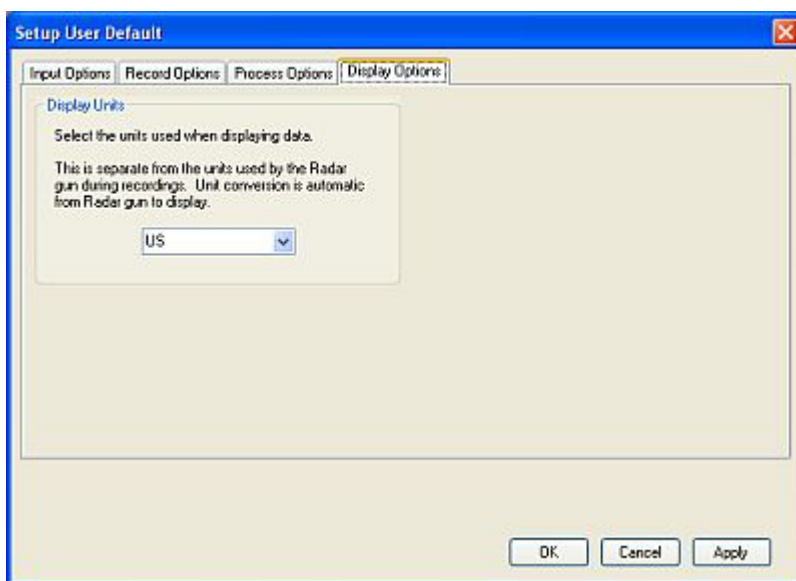 Setup User Default
Input Options Record Options Process Options Display Options
Display Units
Select the units used when displaying data.
This is separate from the units used by the Radar
gun during recordings. Unit conversion is automatic
from Radar gun to display.
US
OK Cancel Apply